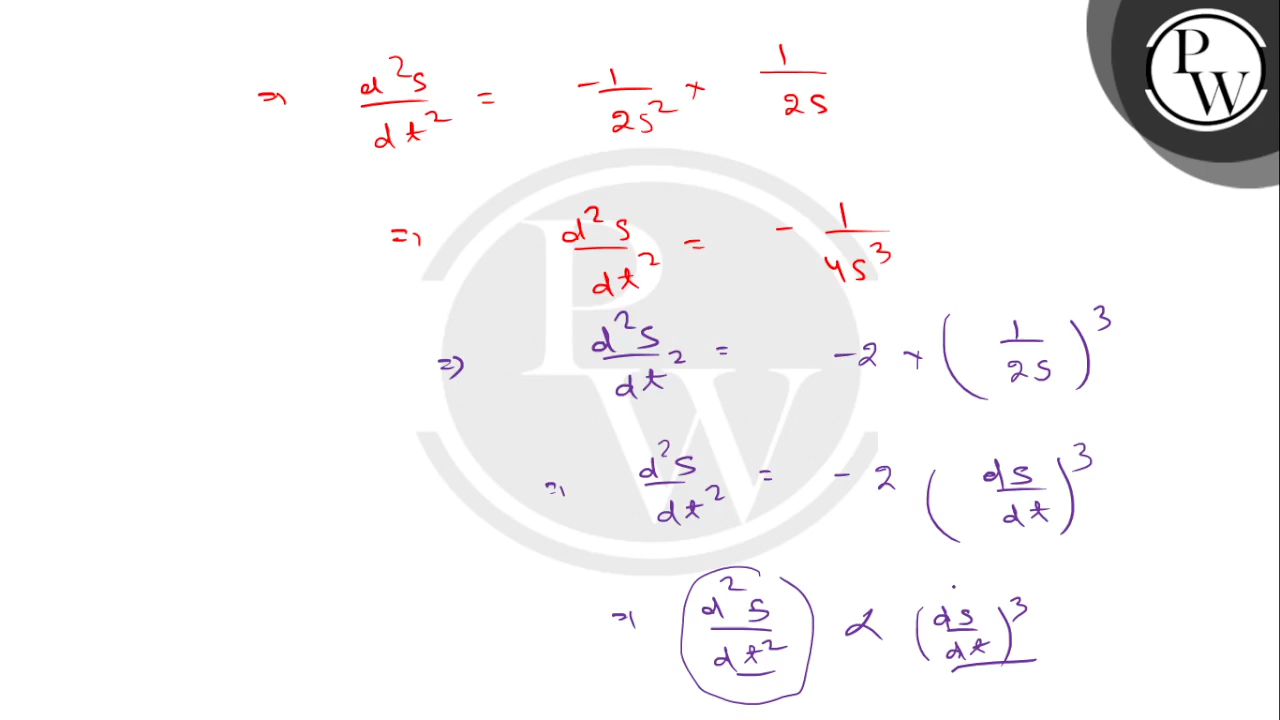 PW
⇒ d²s/dt² = -1/2s² × 1/2s
⇒ d²s/dt² = - 1/4s³
⇒ d²s/dt² = -2 × (1/2s)³
⇒ d²s/dt² = -2 (ds/dt)³
⇒ d²s/dt² α (ds/dt)³